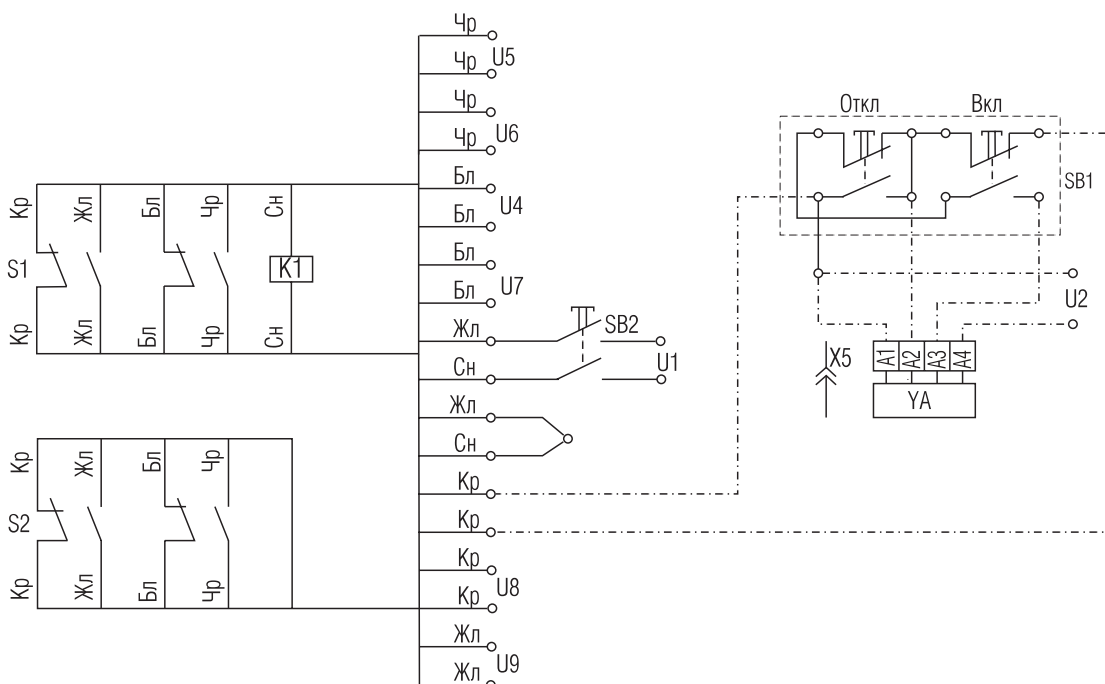 Чр
U5
Чр
Чр
Чр U6
Бл
U4
Бл
Бл
Бл U7
Жл SB2
U1
Сн
Жл
Сн
Кр
Кр
Кр
U8
Кр
Жл
U9
Жл
Кр Жл Бл Чр Сн
S1 K1
Кр Жл Бл Чр Сн
Кр Жл Бл Чр
S2
Кр Жл Бл Чр
Откл Вкл
SB1
U2
X5 A1 A2 A3 A4
YA